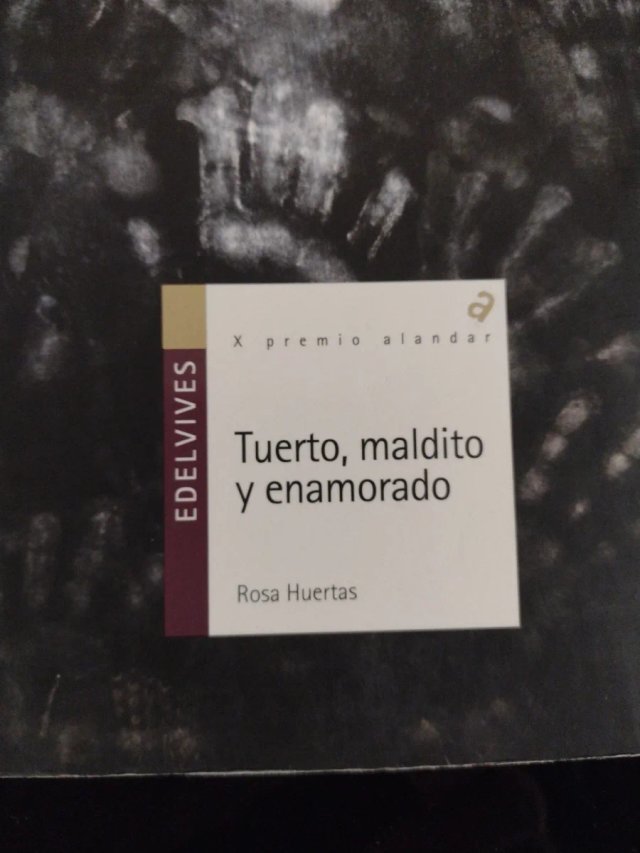 a
X premio alandar
EDELVIVES
Tuerto, maldito
y enamorado
Rosa Huertas